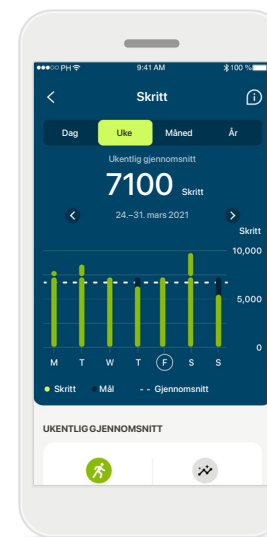 PH 9:41 AM 100 %
Skritt
Dag Uke Måned År
Ukentlig gjennomsnitt
7100 Skritt
24.–31. mars 2021
Skritt
10,000
5,000
0
M T W T F S S
Skritt Mål - - Gjennomsnitt
UKENTLIG GJENNOMSNITT